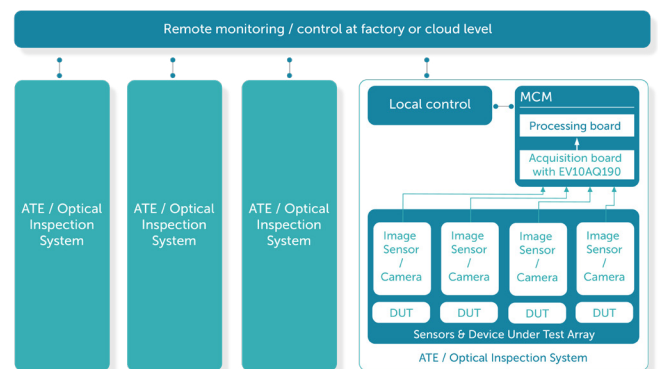 Remote monitoring / control at factory or cloud level
ATE / Optical
Inspection
System
ATE / Optical
Inspection
System
ATE / Optical
Inspection
System
Local control
MCM
Processing board
Acquisition board
with EV10AQ190
Image
Sensor
/
Camera
Image
Sensor
/
Camera
Image
Sensor
/
Camera
Image
Sensor
/
Camera
DUT
DUT
DUT
DUT
Sensors & Device Under Test Array
ATE / Optical Inspection System